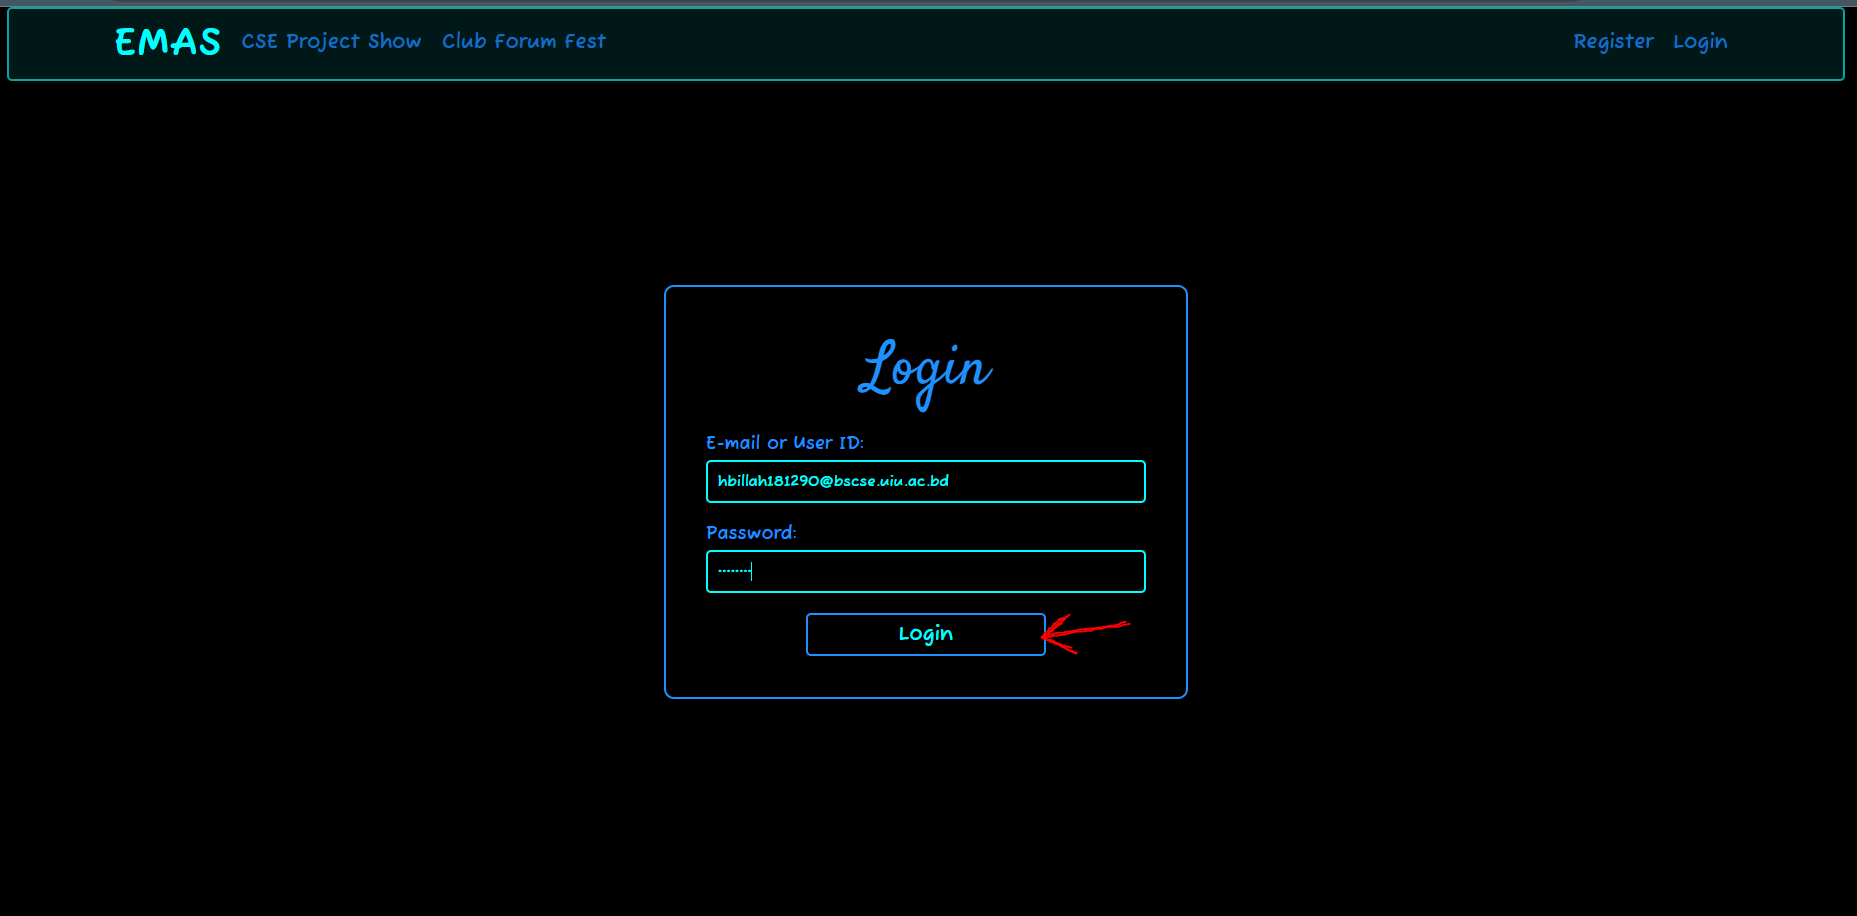 EMAS CSE Project Show Club Forum Fest Register Login
Login
E-mail or User ID:
hbillah181290@bscse.uiu.ac.bd
Password:
········
Login